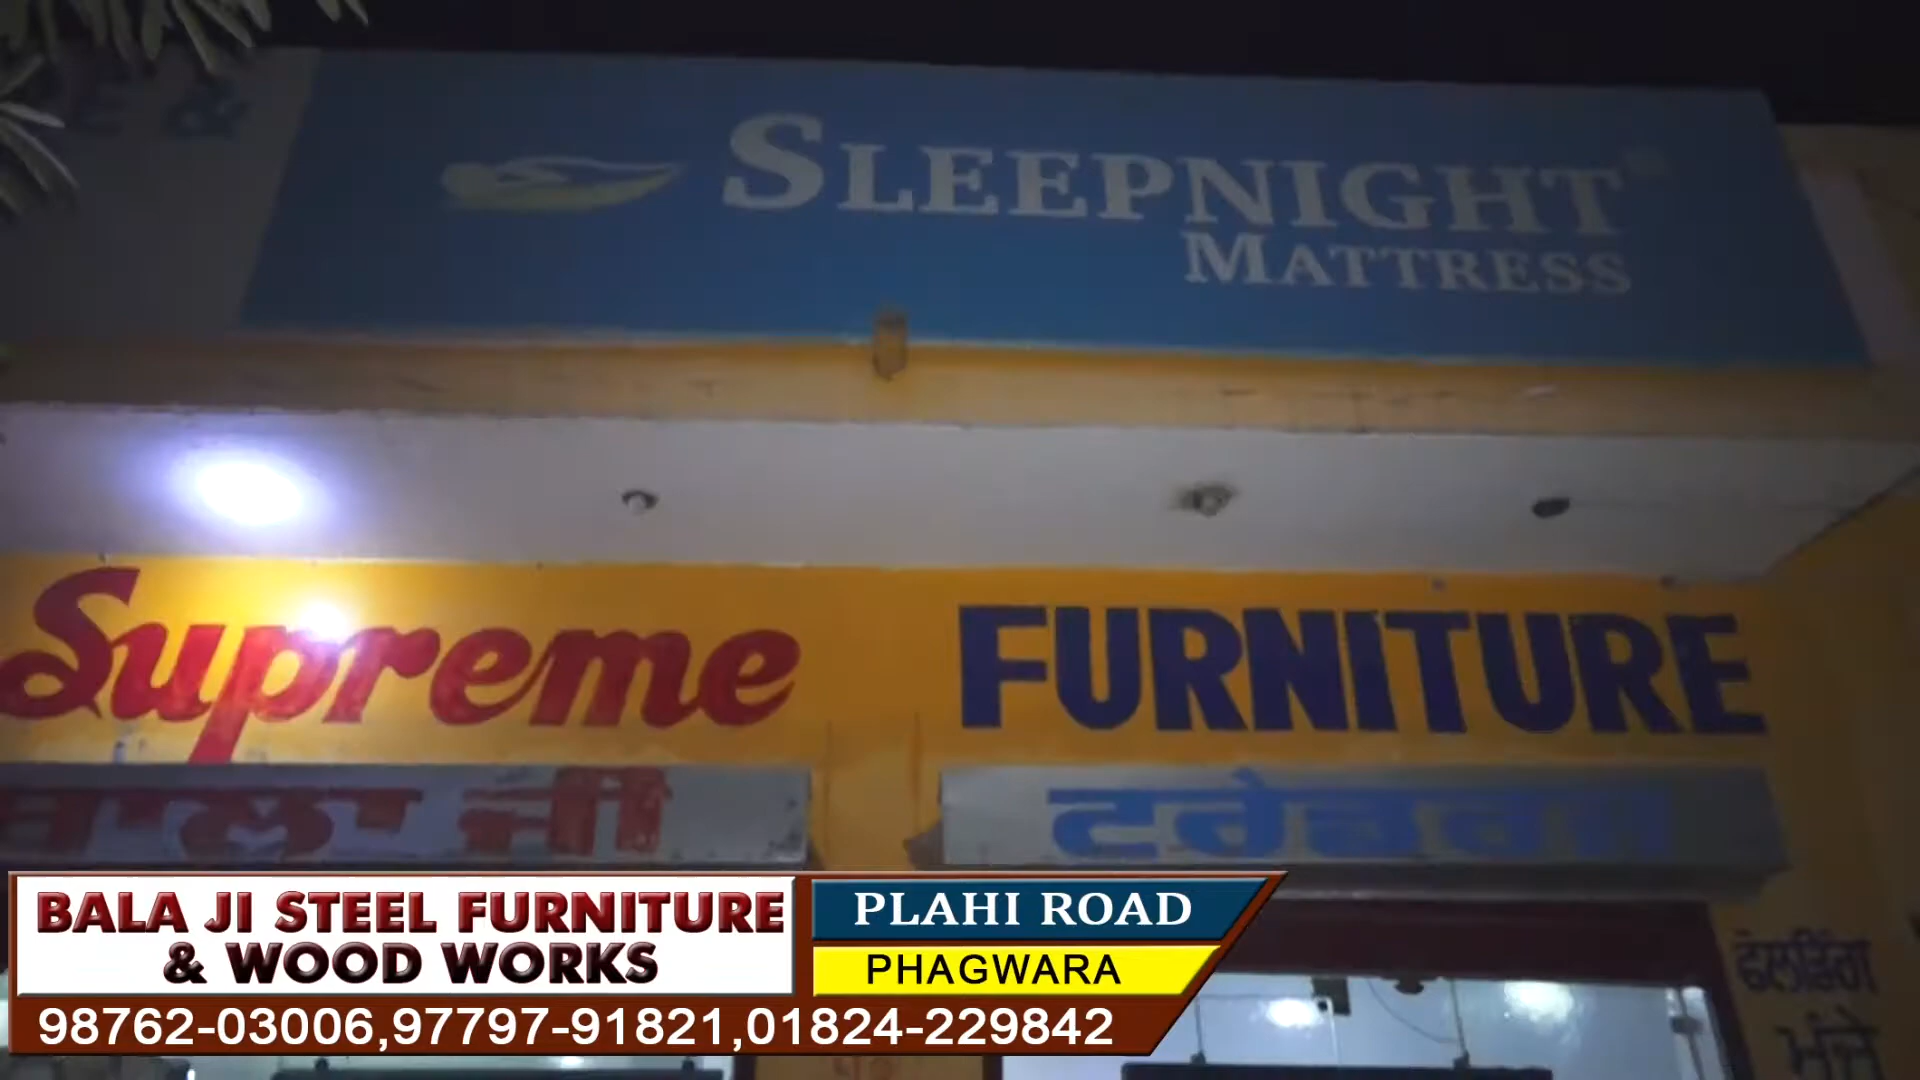 SLEEPNIGHT
MATTRESS
Supreme FURNITURE
ਬਾਲਾ ਜੀ
BALA JI STEEL FURNITURE
& WOOD WORKS
PLAHI ROAD
PHAGWARA
98762-03006,97797-91821,01824-229842